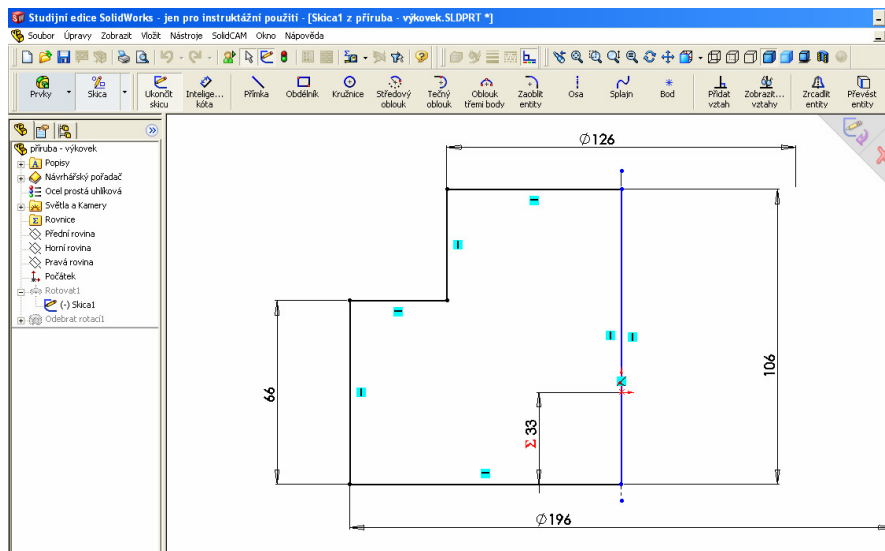 Studijní edice SolidWorks - jen pro instruktážní použití - [Skica1 z příruba - výkovek.SLDPRT *]
Soubor Úpravy Zobrazit Vložit Nástroje SolidCAM Okno Nápověda
Prvky Skica Ukončit skicu Intelige... kóta Přímka Obdélník Kružnice Středový oblouk Tečný oblouk Oblouk třemi body Zaoblit entity Osa Splajn Bod Přidat vztah Zobrazit... vztahy Zrcadlit entity Převést entity
příruba - výkovek
Popisy
Návrhářský pořadač
Ocel prostá uhlíková
Světla a Kamery
Rovnice
Přední rovina
Horní rovina
Pravá rovina
Počátek
Rotovat1
(-) Skica1
Odebrat rotací1
∅126
66
Σ 33
106
∅196